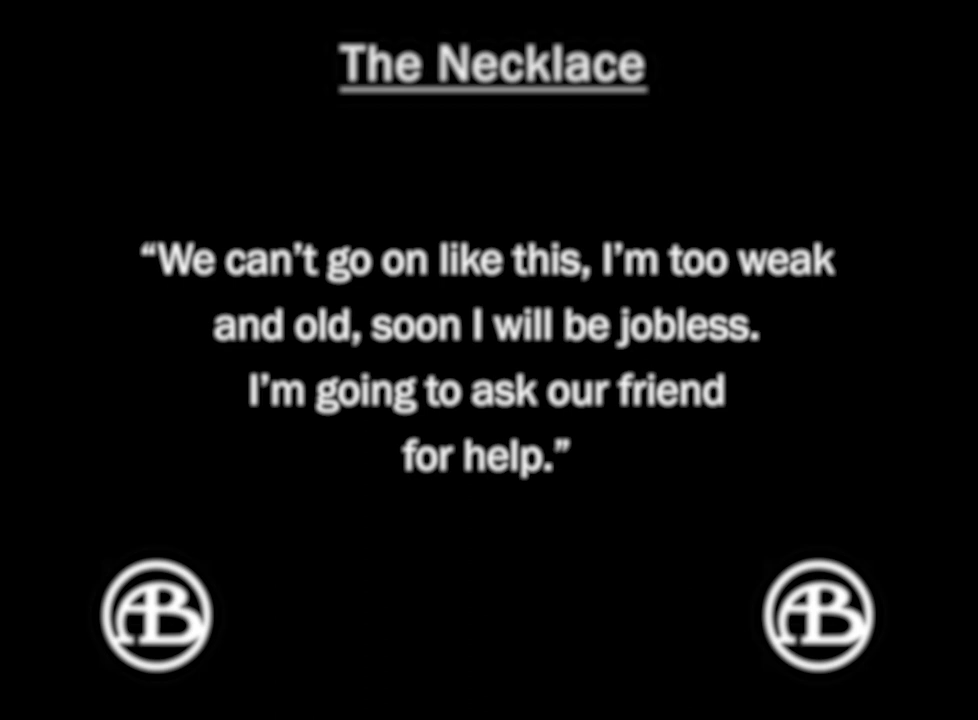 The Necklace
“We can’t go on like this, I’m too weak
and old, soon I will be jobless.
I’m going to ask our friend
for help.”
AB AB